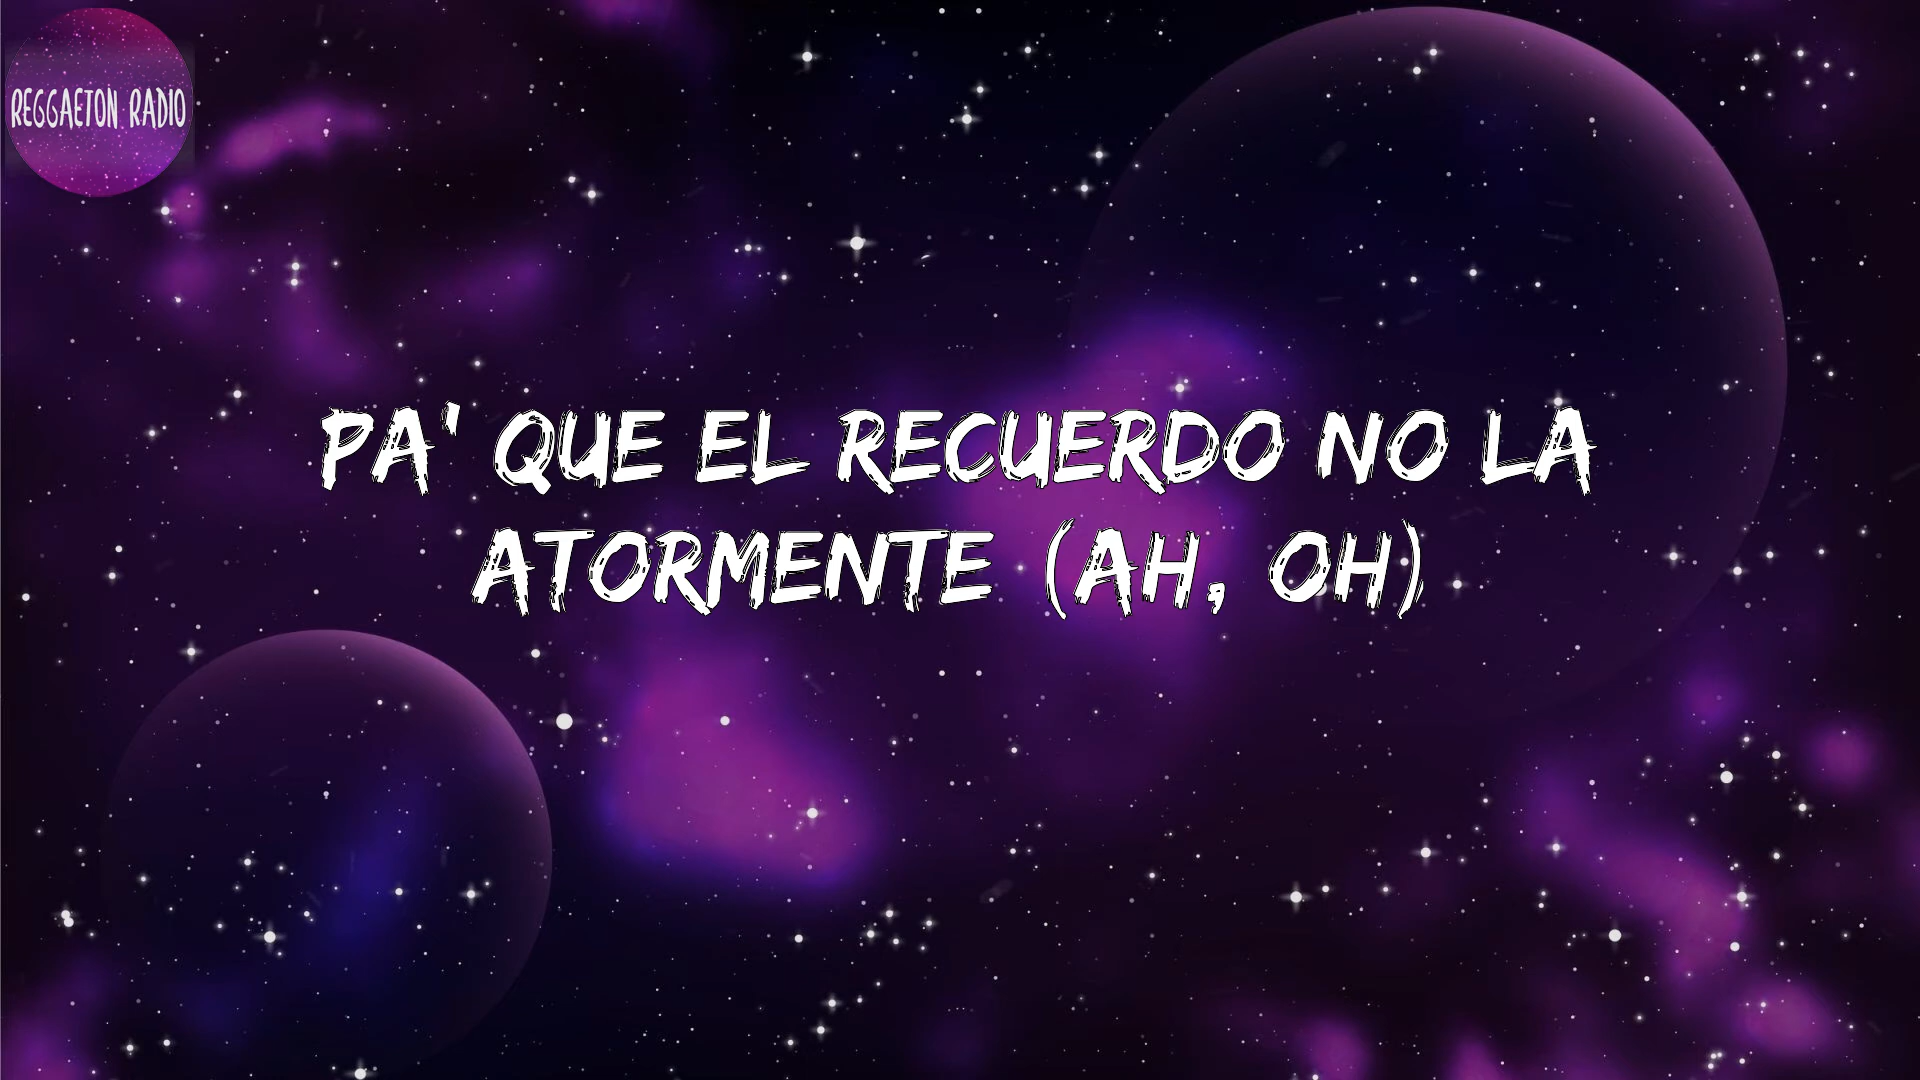 REGGAETON RADIO
PA' QUE EL RECUERDO NO LA
ATORMENTE (AH, OH)